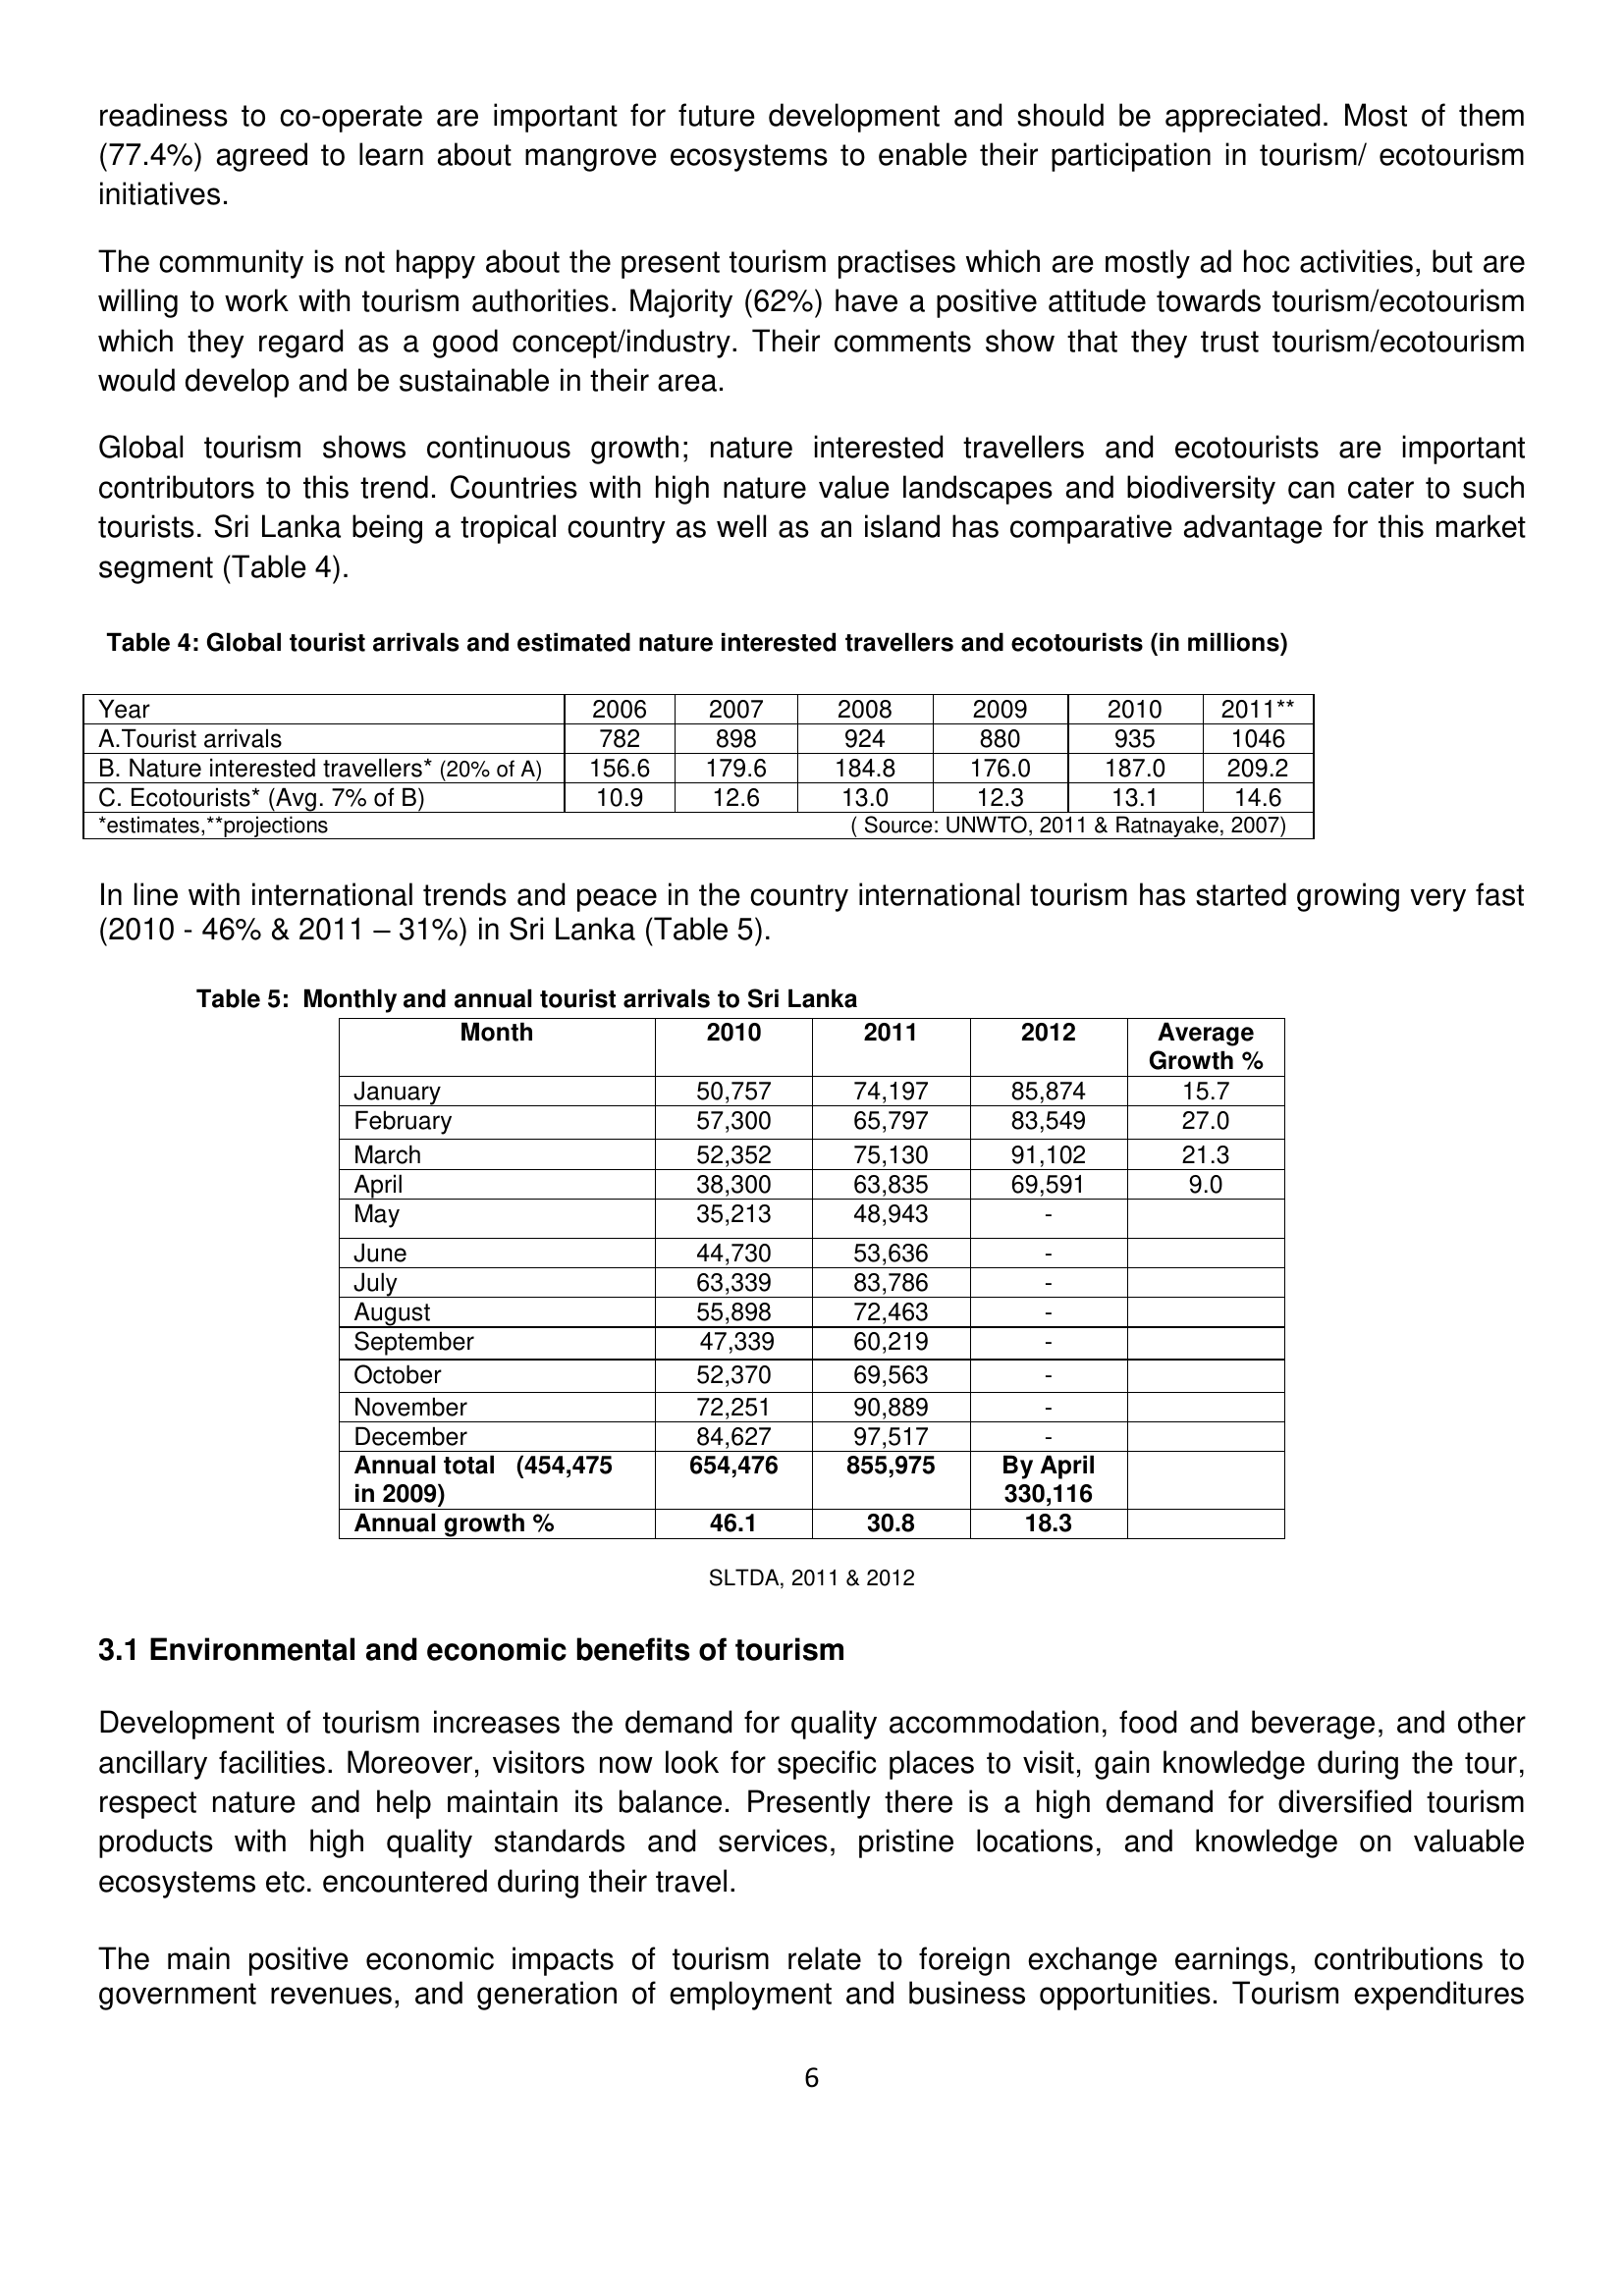 readiness to co-operate are important for future development and should be appreciated. Most of them
(77.4%) agreed to learn about mangrove ecosystems to enable their participation in tourism/ ecotourism
initiatives.
The community is not happy about the present tourism practises which are mostly ad hoc activities, but are
willing to work with tourism authorities. Majority (62%) have a positive attitude towards tourism/ecotourism
which they regard as a good concept/industry. Their comments show that they trust tourism/ecotourism
would develop and be sustainable in their area.
Global tourism shows continuous growth; nature interested travellers and ecotourists are important
contributors to this trend. Countries with high nature value landscapes and biodiversity can cater to such
tourists. Sri Lanka being a tropical country as well as an island has comparative advantage for this market
segment (Table 4).
Table 4: Global tourist arrivals and estimated nature interested travellers and ecotourists (in millions)
Year 2006 2007 2008 2009 2010 2011**
A.Tourist arrivals 782 898 924 880 935 1046
B. Nature interested travellers* (20% of A) 156.6 179.6 184.8 176.0 187.0 209.2
C. Ecotourists* (Avg. 7% of B) 10.9 12.6 13.0 12.3 13.1 14.6
*estimates,**projections ( Source: UNWTO, 2011 & Ratnayake, 2007)
In line with international trends and peace in the country international tourism has started growing very fast
(2010 - 46% & 2011 – 31%) in Sri Lanka (Table 5).
Table 5: Monthly and annual tourist arrivals to Sri Lanka
Month 2010 2011 2012 Average
Growth %
January 50,757 74,197 85,874 15.7
February 57,300 65,797 83,549 27.0
March 52,352 75,130 91,102 21.3
April 38,300 63,835 69,591 9.0
May 35,213 48,943 -
June 44,730 53,636 -
July 63,339 83,786 -
August 55,898 72,463 -
September 47,339 60,219 -
October 52,370 69,563 -
November 72,251 90,889 -
December 84,627 97,517 -
Annual total (454,475 654,476 855,975 By April
in 2009) 330,116
Annual growth % 46.1 30.8 18.3
SLTDA, 2011 & 2012
3.1 Environmental and economic benefits of tourism
Development of tourism increases the demand for quality accommodation, food and beverage, and other
ancillary facilities. Moreover, visitors now look for specific places to visit, gain knowledge during the tour,
respect nature and help maintain its balance. Presently there is a high demand for diversified tourism
products with high quality standards and services, pristine locations, and knowledge on valuable
ecosystems etc. encountered during their travel.
The main positive economic impacts of tourism relate to foreign exchange earnings, contributions to
government revenues, and generation of employment and business opportunities. Tourism expenditures
6